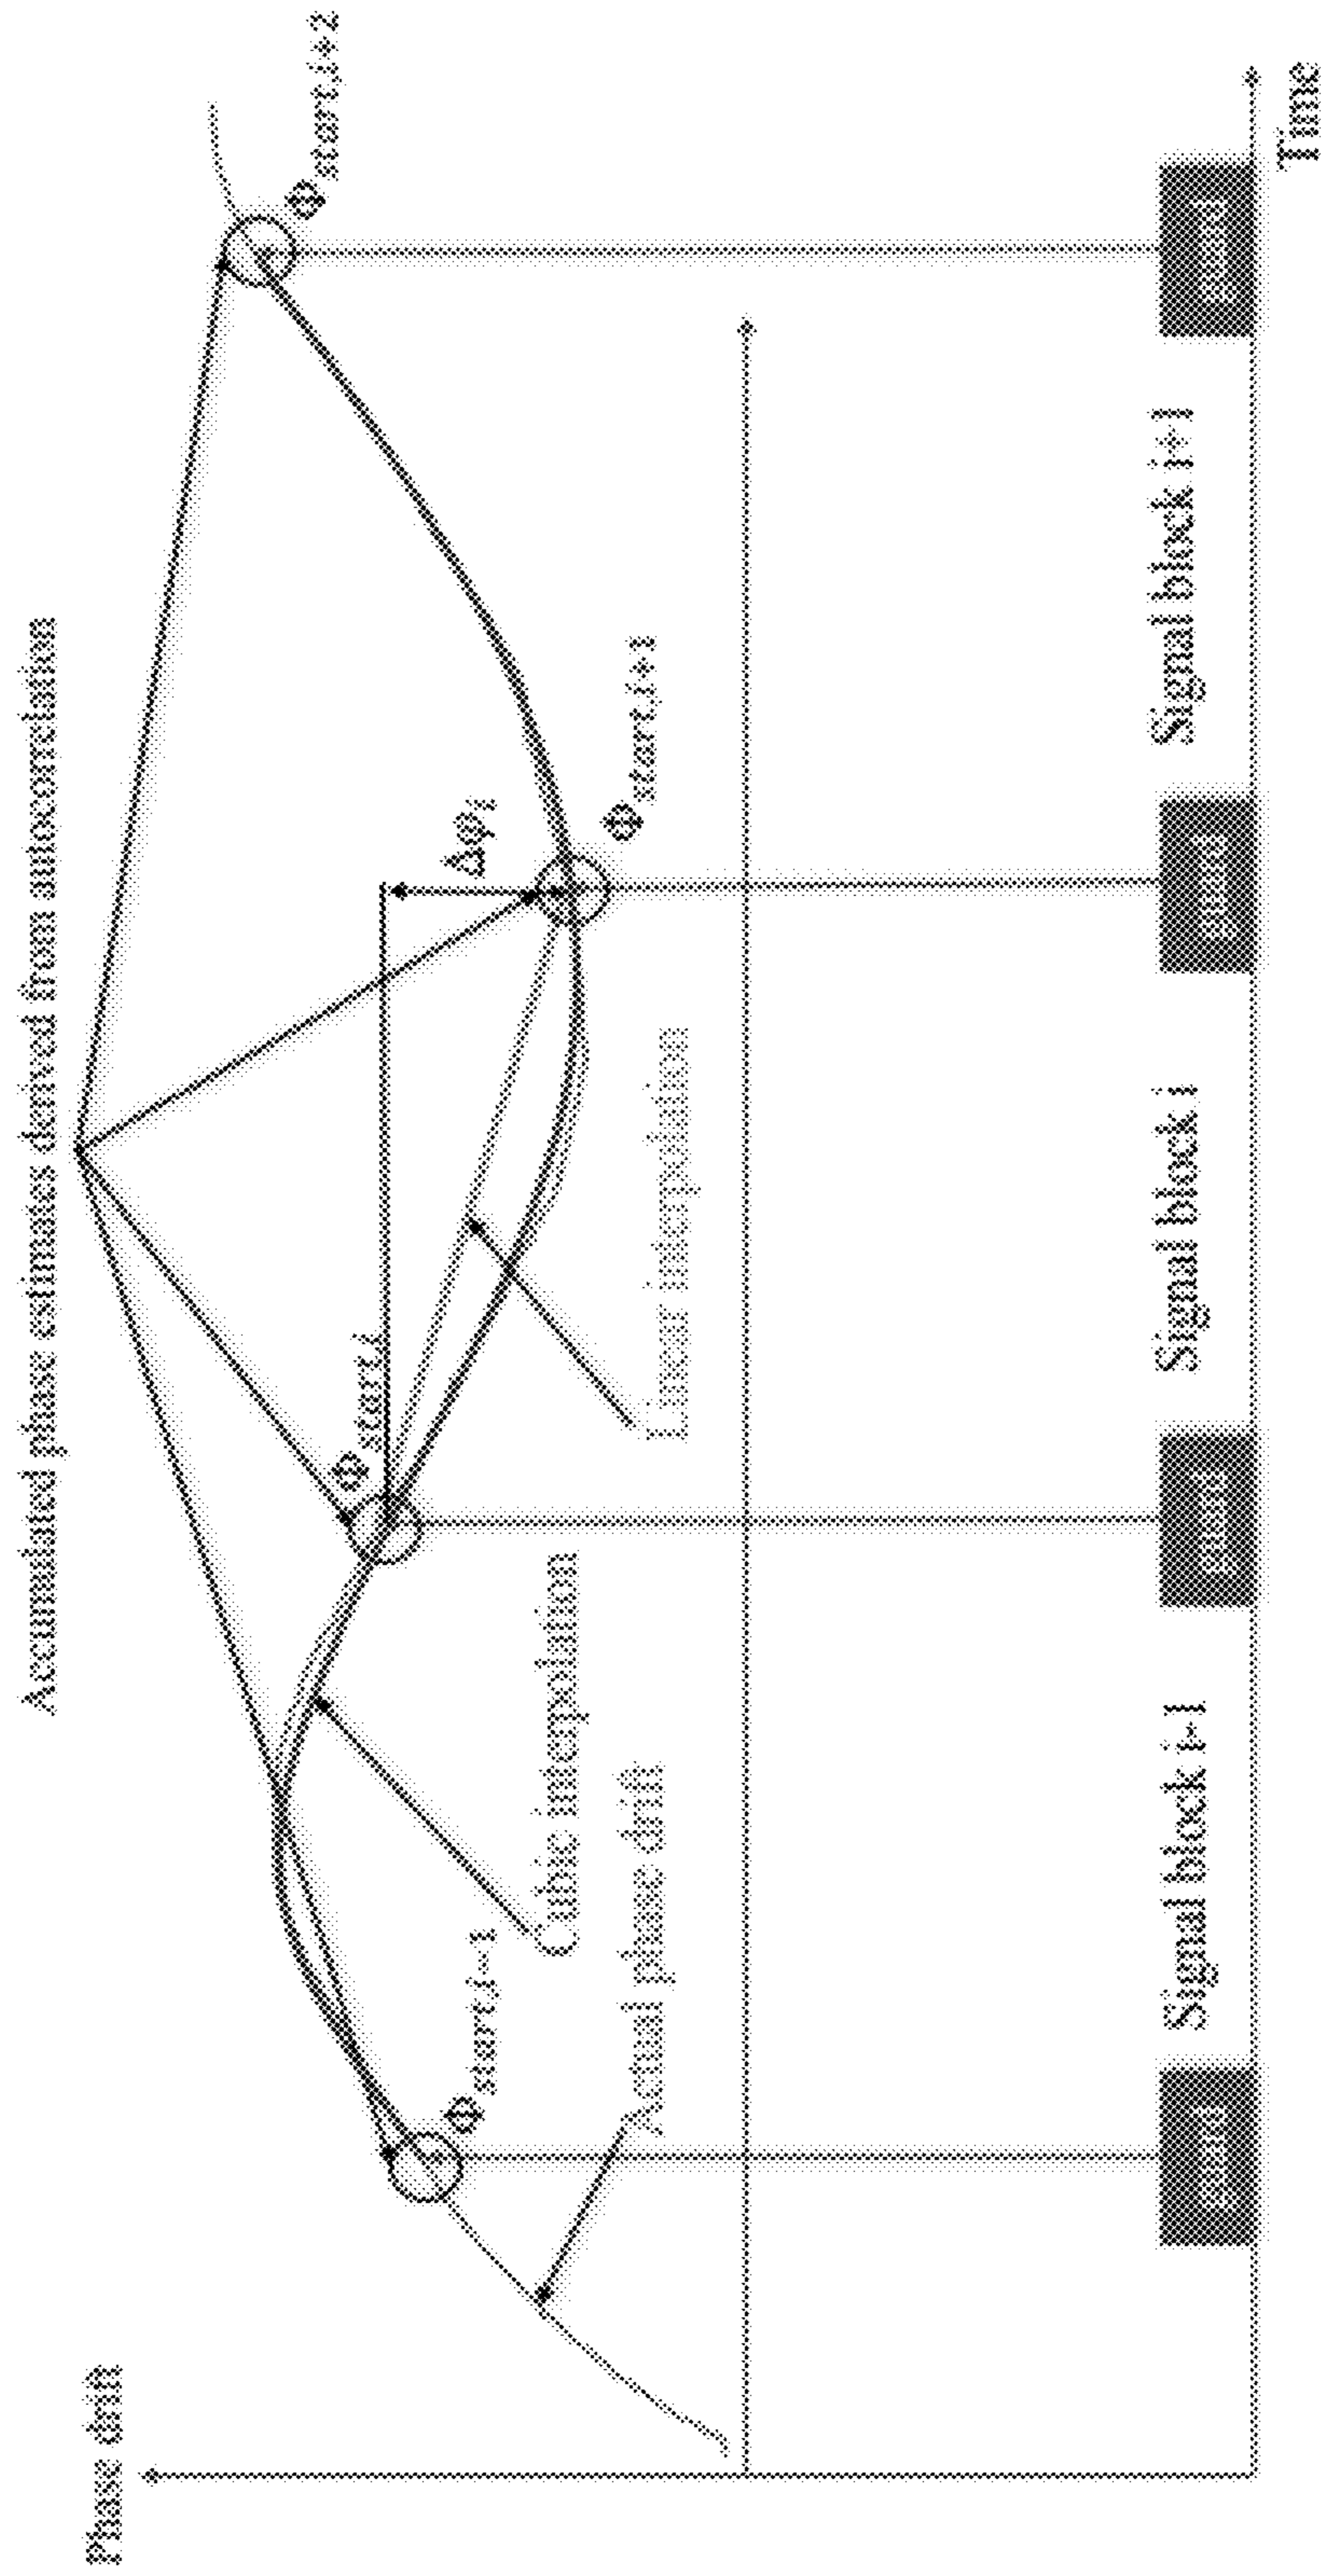 Accumulated phase estimates derived from autocorrelation
Phase drift
Φ start,i-1
Φ start,i
Δφ i
Φ start,i+1
Φ start,i+2
Cubic interpolation
Actual phase drift
Linear interpolation
Signal block i-1
Signal block i
Signal block i+1
Time